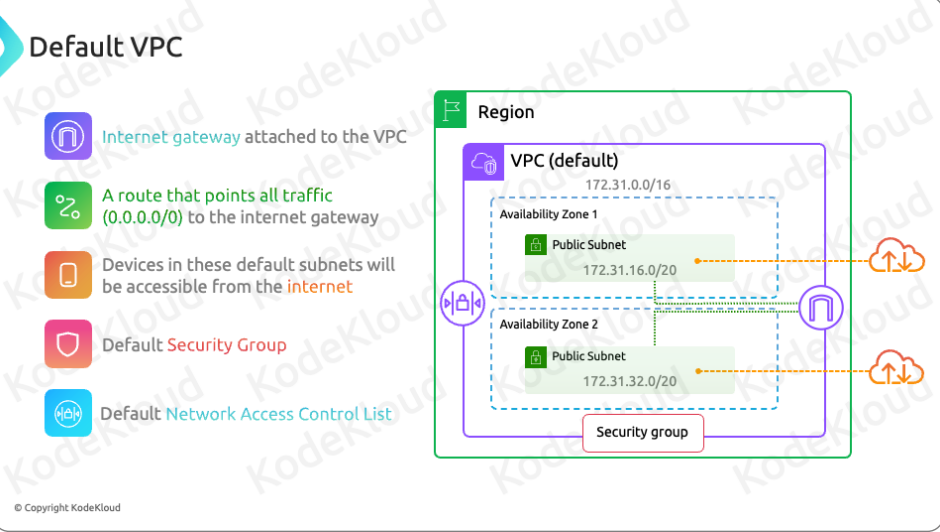 Default VPC
Internet gateway attached to the VPC
A route that points all traffic
(0.0.0.0/0) to the internet gateway
Devices in these default subnets will
be accessible from the internet
Default Security Group
Default Network Access Control List
Region
VPC (default)
172.31.0.0/16
Availability Zone 1
Public Subnet
172.31.16.0/20
Availability Zone 2
Public Subnet
172.31.32.0/20
Security group
© Copyright KodeKloud
KodeKloud